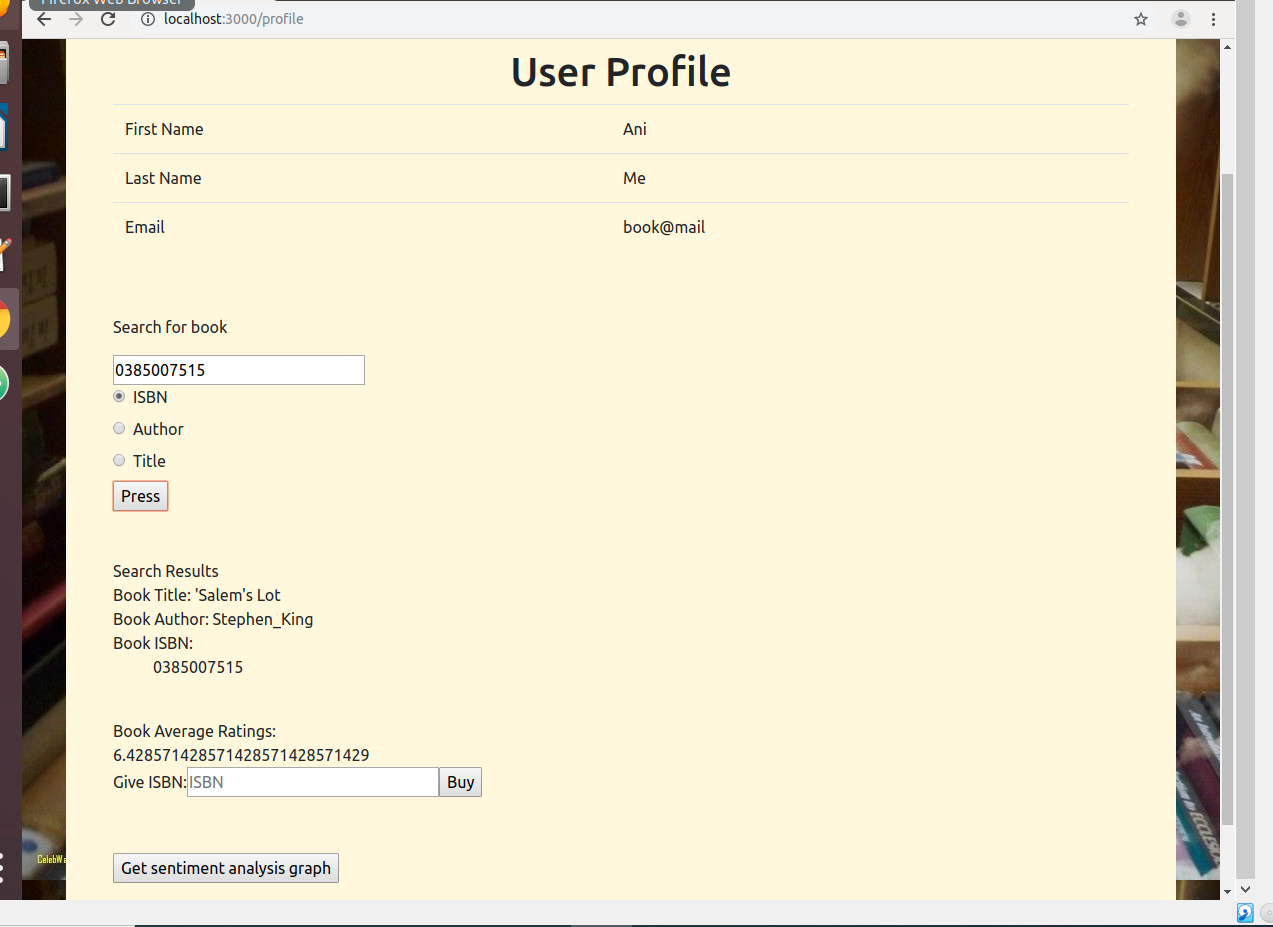 Firefox Web Browser
localhost:3000/profile
User Profile
First Name Ani
Last Name Me
Email book@mail
Search for book
0385007515
ISBN
Author
Title
Press
Search Results
Book Title: 'Salem's Lot
Book Author: Stephen_King
Book ISBN:
0385007515
Book Average Ratings:
6.428571428571428571428571429
Give ISBN: ISBN Buy
Get sentiment analysis graph